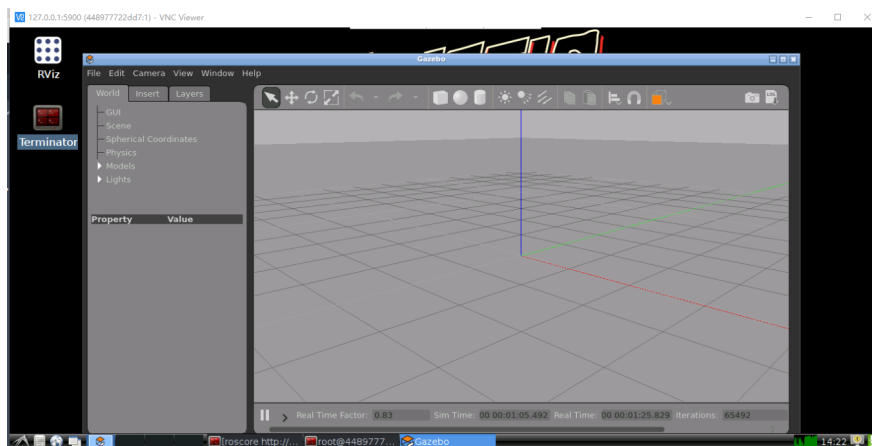 127.0.0.1:5900 (448977722dd7:1) - VNC Viewer
RViz
Terminator
Gazebo
File Edit Camera View Window Help
World Insert Layers
GUI
Scene
Spherical Coordinates
Physics
Models
Lights
Property Value
Real Time Factor: 0.83 Sim Time: 00 00:01:05.492 Real Time: 00 00:01:25.829 Iterations: 65492
[roscore http://... root@4489777... Gazebo 14:22